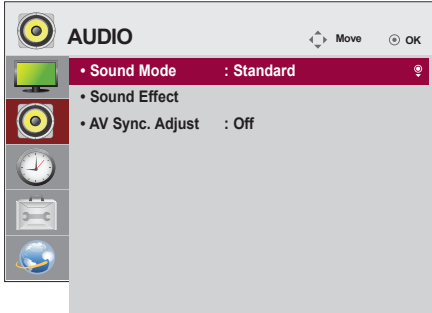 AUDIO
Move
OK
• Sound Mode : Standard
• Sound Effect
• AV Sync. Adjust : Off